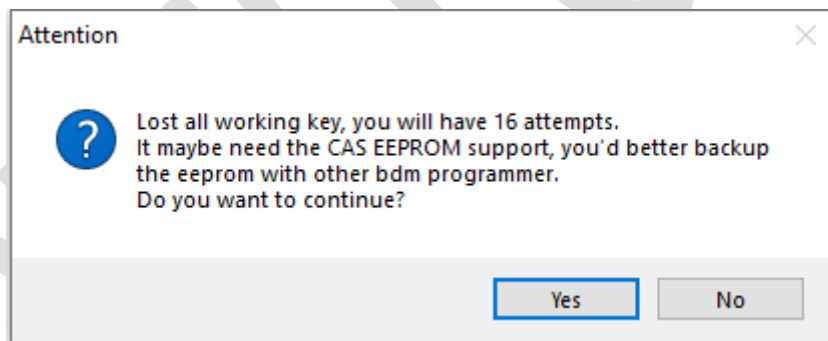 Attention
Lost all working key, you will have 16 attempts.
It maybe need the CAS EEPROM support, you'd better backup
the eeprom with other bdm programmer.
Do you want to continue?
Yes
No